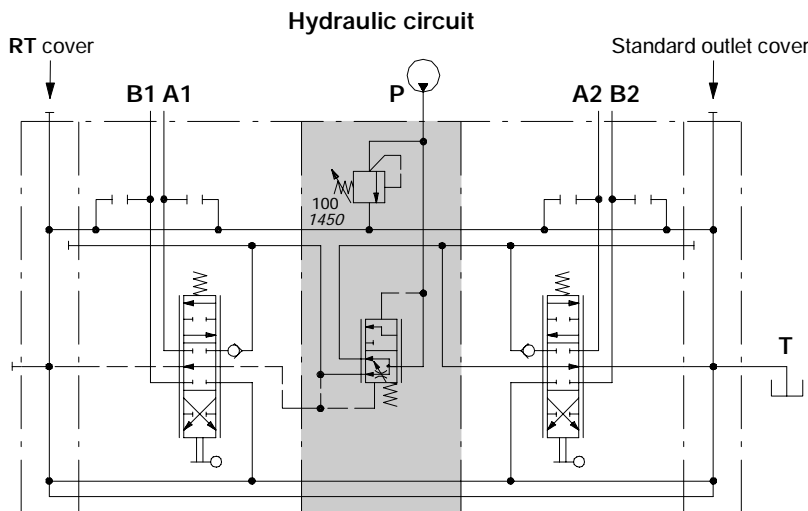 Hydraulic circuit
RT cover
Standard outlet cover
B1 A1
P
A2 B2
100
1450
T